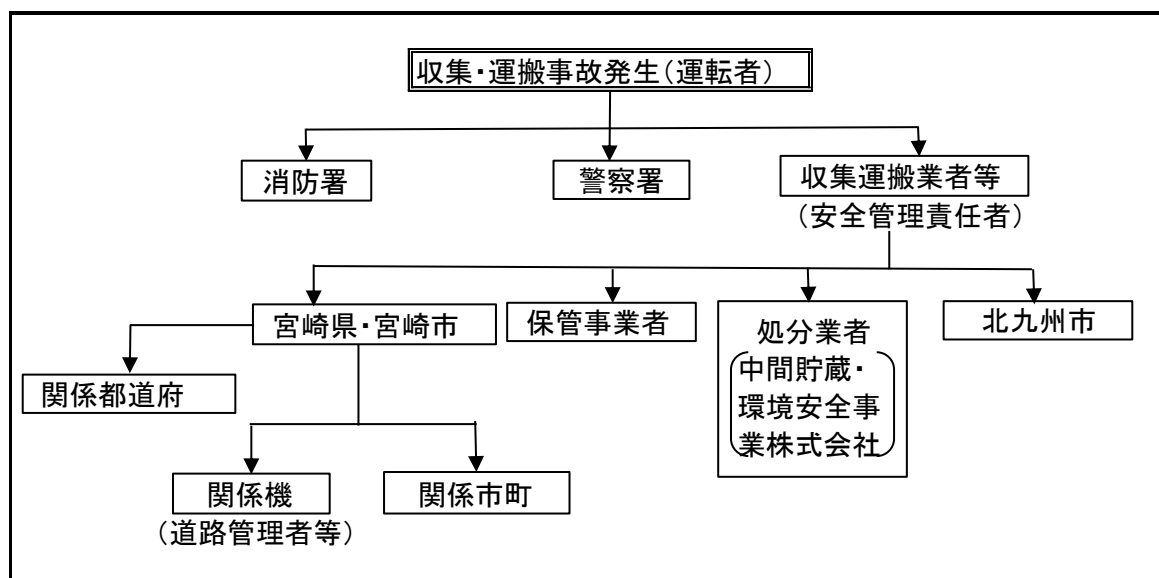 収集・運搬事故発生（運転者）
消防署
警察署
収集運搬業者等
（安全管理責任者）
宮崎県・宮崎市
保管事業者
処分業者
中間貯蔵・
環境安全事
業株式会社
北九州市
関係都道府
関係機
（道路管理者等）
関係市町